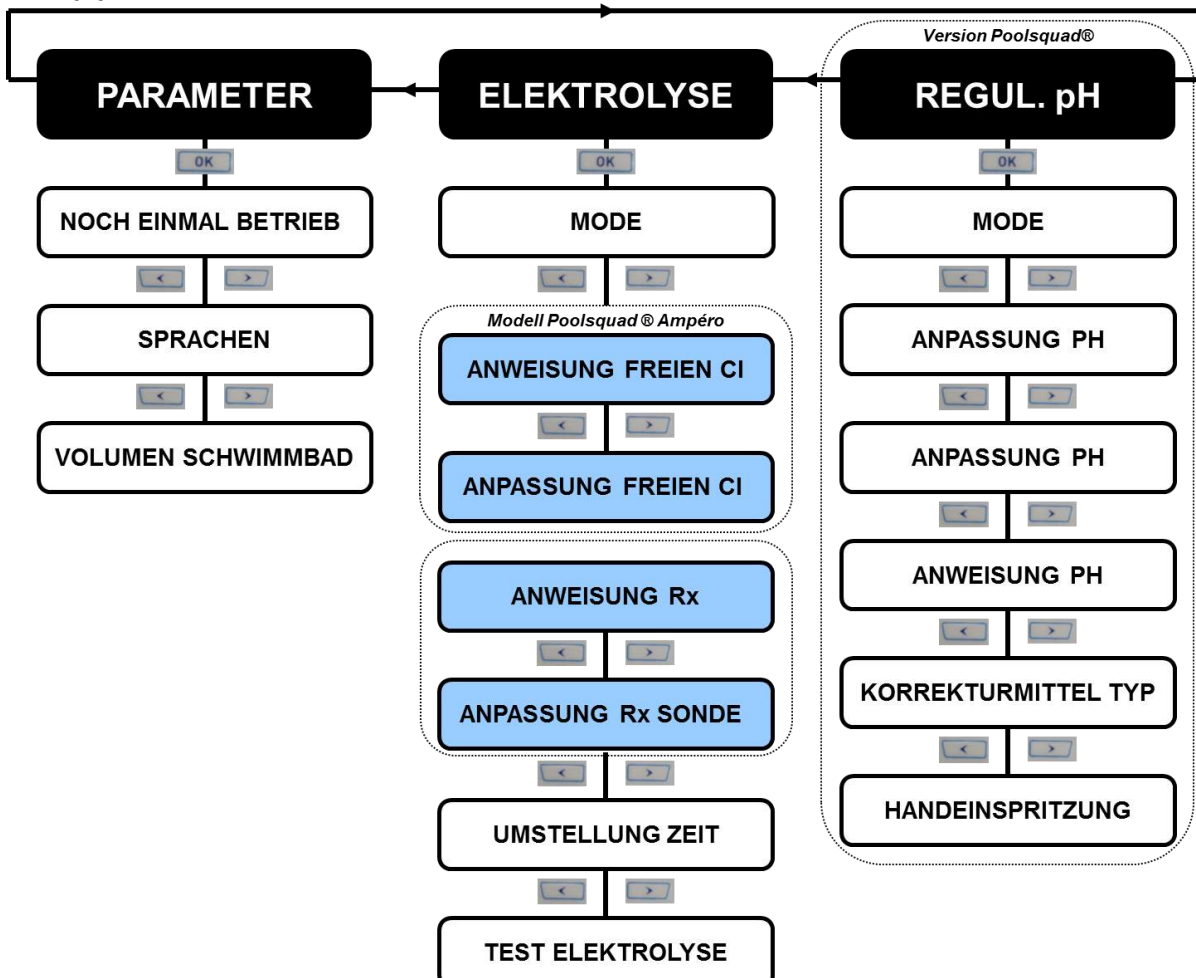 Version Poolsquad®
PARAMETER
ELEKTROLYSE
REGUL. pH
OK
OK
OK
NOCH EINMAL BETRIEB
MODE
MODE
< >
< >
< >
SPRACHEN
Modell Poolsquad ® Ampéro
ANWEISUNG FREIEN CI
ANPASSUNG PH
< >
< >
< >
VOLUMEN SCHWIMMBAD
ANPASSUNG FREIEN CI
ANPASSUNG PH
< >
ANWEISUNG Rx
ANWEISUNG PH
< >
< >
ANPASSUNG Rx SONDE
KORREKTURMITTEL TYP
< >
< >
UMSTELLUNG ZEIT
HANDEINSPRITZUNG
< >
TEST ELEKTROLYSE